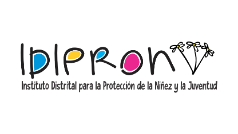 IDIPRON
Instituto Distrital para la Protección de la Niñez y la Juventud